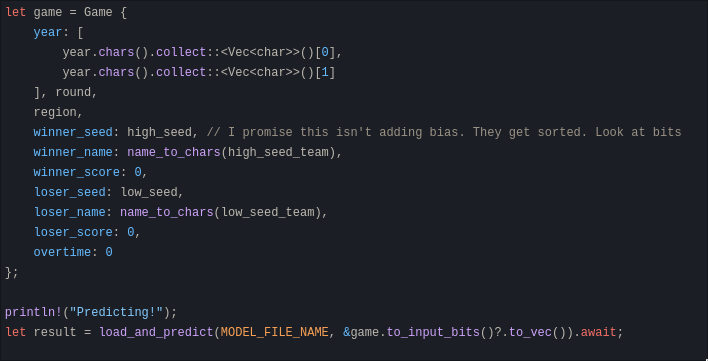 let game = Game {
    year: [
        year.chars().collect::<Vec<char>>()[0],
        year.chars().collect::<Vec<char>>()[1]
    ], round,
    region,
    winner_seed: high_seed, // I promise this isn't adding bias. They get sorted. Look at bits
    winner_name: name_to_chars(high_seed_team),
    winner_score: 0,
    loser_seed: low_seed,
    loser_name: name_to_chars(low_seed_team),
    loser_score: 0,
    overtime: 0
};

println!("Predicting!");
let result = load_and_predict(MODEL_FILE_NAME, &game.to_input_bits()?.to_vec()).await;